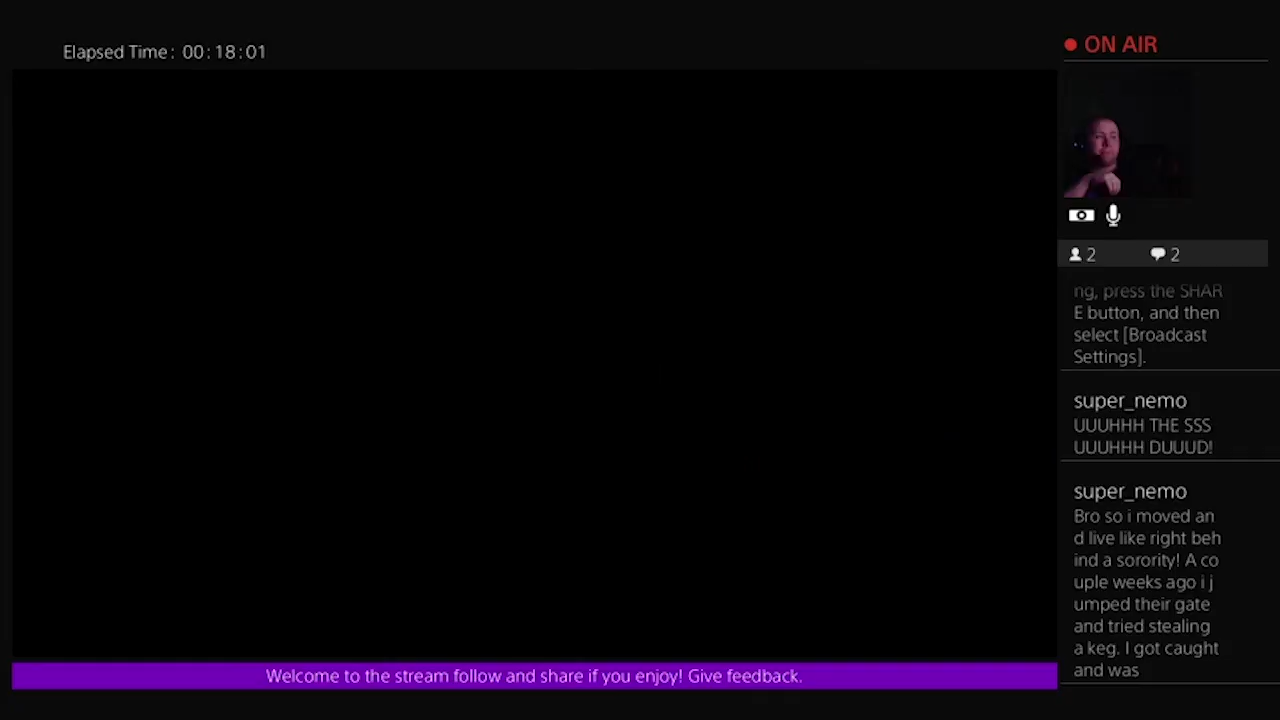 Elapsed Time: 00:18:01
ON AIR
2
2
ng, press the SHAR
E button, and then
select [Broadcast
Settings].
super_nemo
UUUHHH THE SSS
UUUHHH DUUUD!
super_nemo
Bro so i moved an
d live like right beh
ind a sorority! A co
uple weeks ago i j
umped their gate
and tried stealing
a keg. I got caught
and was
Welcome to the stream follow and share if you enjoy! Give feedback.